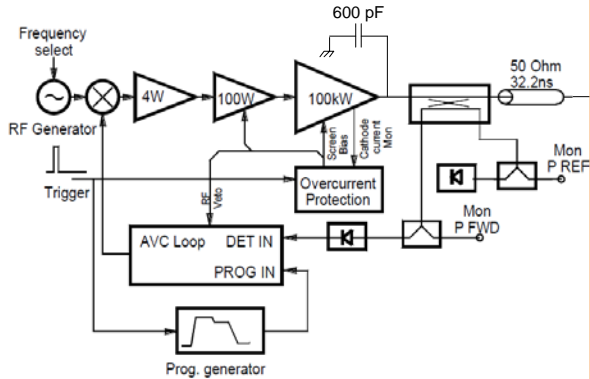 600 pF
Frequency
select
50 Ohm
32.2ns
4W
100W
100kW
RF Generator
Screen
Bias
Cathode
current
Mon
Mon
P REF
Trigger
RF
Veto
Overcurrent
Protection
Mon
P FWD
AVC Loop
DET IN
PROG IN
Prog. generator